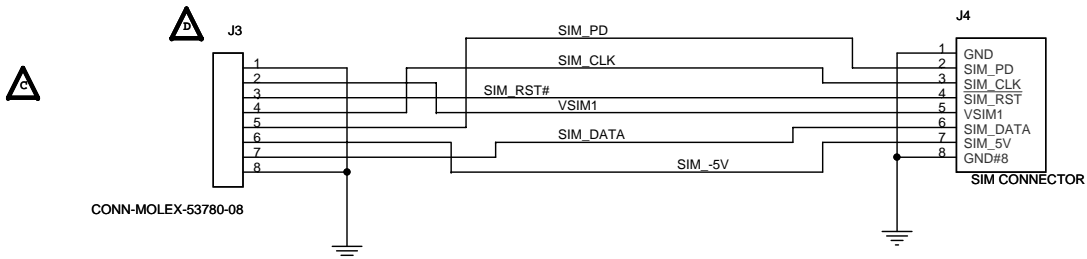 D
J3
J4
C
SIM_PD
SIM_CLK
SIM_RST#
VSIM1
SIM_DATA
SIM_-5V
1
2
3
4
5
6
7
8
1
2
3
4
5
6
7
8
GND
SIM_PD
SIM_CLK
SIM_RST
VSIM1
SIM_DATA
SIM_5V
GND#8
SIM CONNECTOR
CONN-MOLEX-53780-08